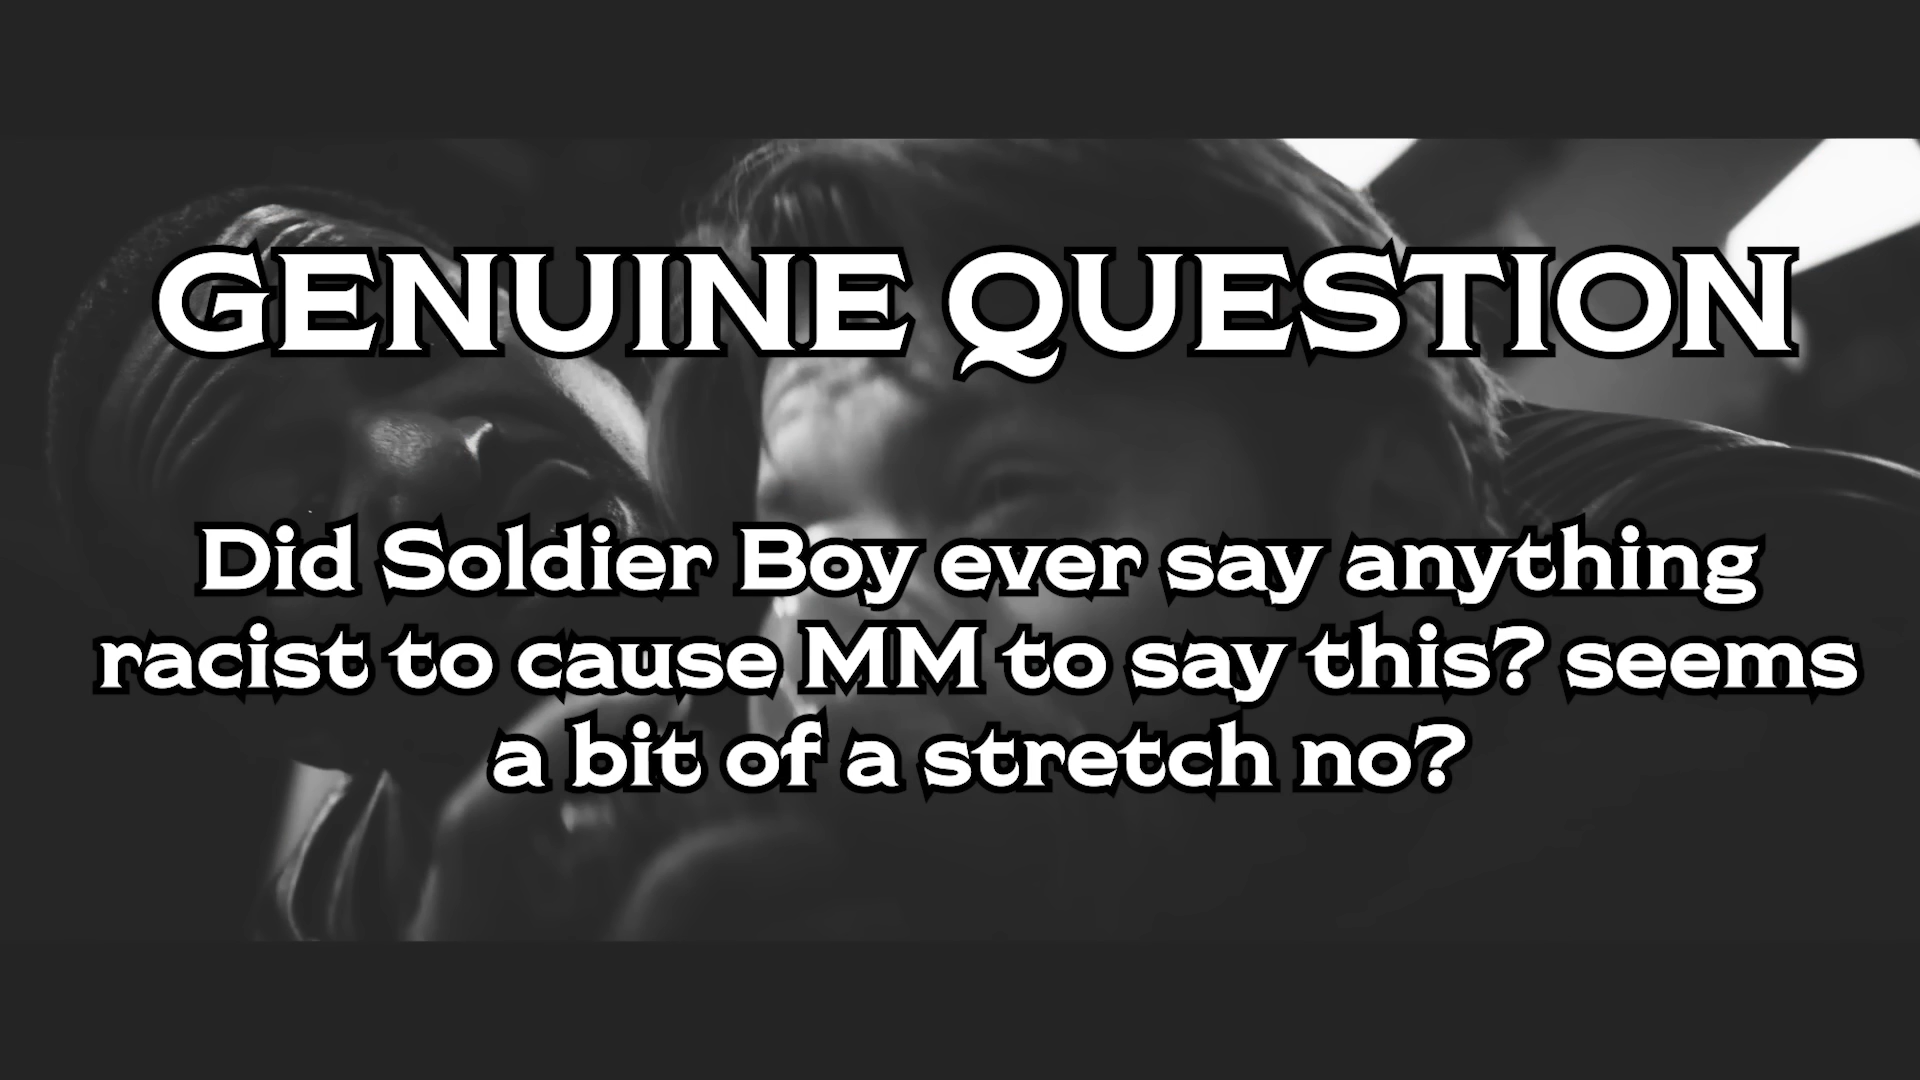 GENUINE QUESTION
Did Soldier Boy ever say anything
racist to cause MM to say this? seems
a bit of a stretch no?